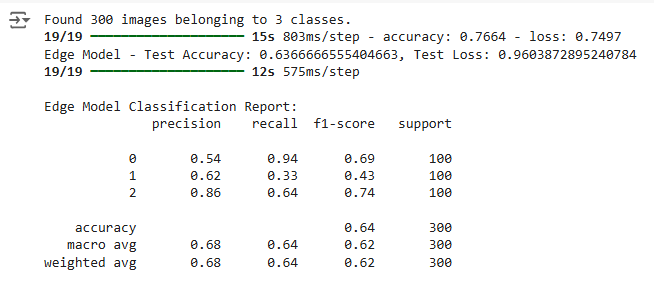 Found 300 images belonging to 3 classes.
19/19 ━━━━━━━━━━━━━━━━━━━━ 15s 803ms/step - accuracy: 0.7664 - loss: 0.7497
Edge Model - Test Accuracy: 0.6366666555404663, Test Loss: 0.9603872895240784
19/19 ━━━━━━━━━━━━━━━━━━━━ 12s 575ms/step
Edge Model Classification Report:
precision recall f1-score support
0 0.54 0.94 0.69 100
1 0.62 0.33 0.43 100
2 0.86 0.64 0.74 100
accuracy 0.64 300
macro avg 0.68 0.64 0.62 300
weighted avg 0.68 0.64 0.62 300